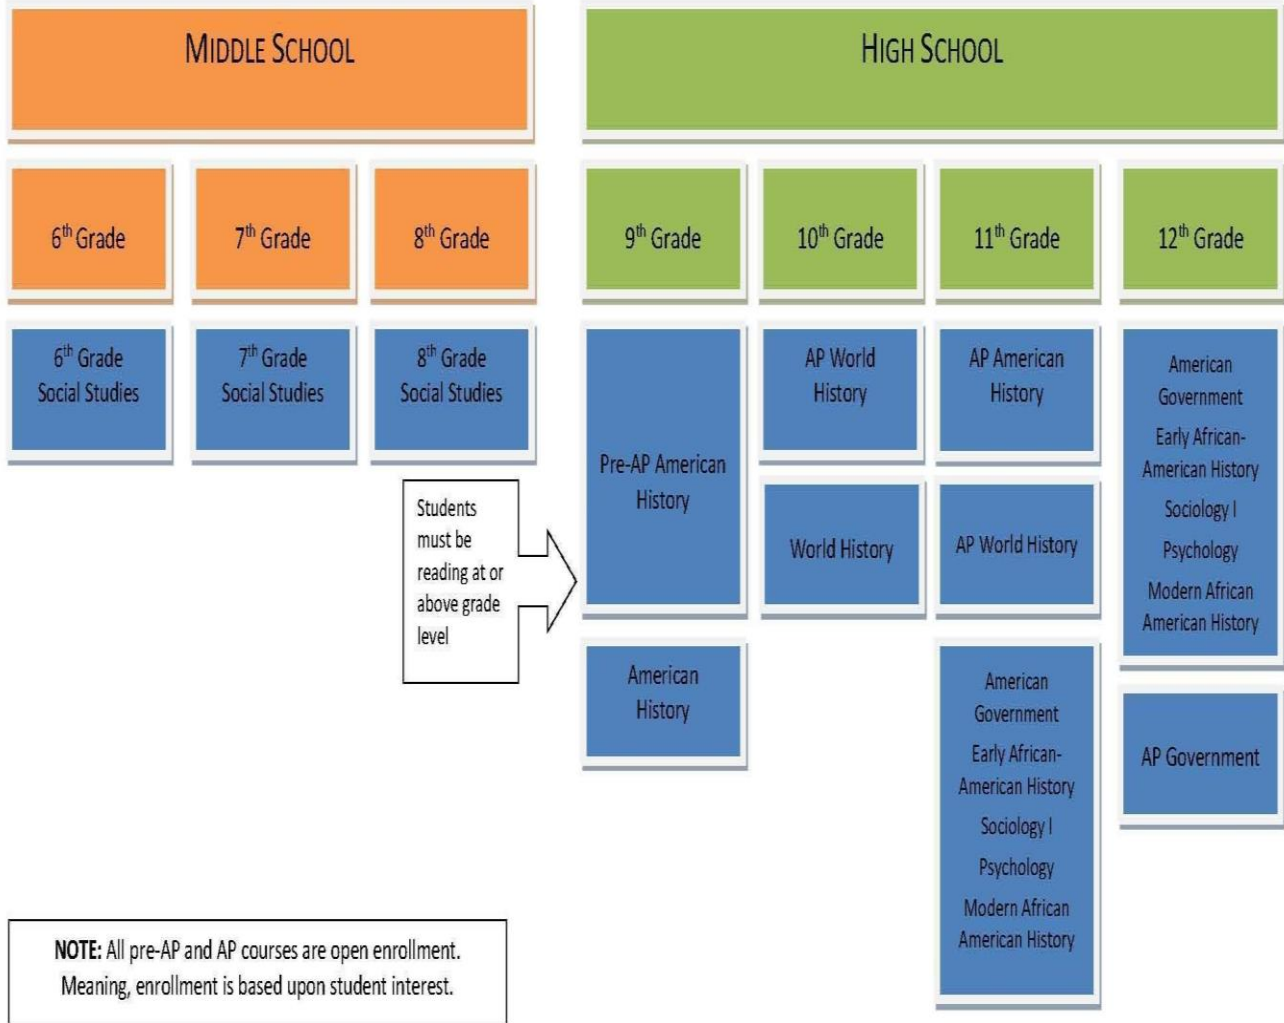 MIDDLE SCHOOL
HIGH SCHOOL
6th Grade
7th Grade
8th Grade
9th Grade
10th Grade
11th Grade
12th Grade
6th Grade
Social Studies
7th Grade
Social Studies
8th Grade
Social Studies
Students
must be
reading at or
above grade
level
Pre-AP American
History
American
History
AP World
History
World History
AP American
History
AP World History
American
Government
Early African-
American History
Sociology I
Psychology
Modern African
American History
American
Government
Early African-
American History
Sociology I
Psychology
Modern African
American History
AP Government
NOTE: All pre-AP and AP courses are open enrollment.
Meaning, enrollment is based upon student interest.